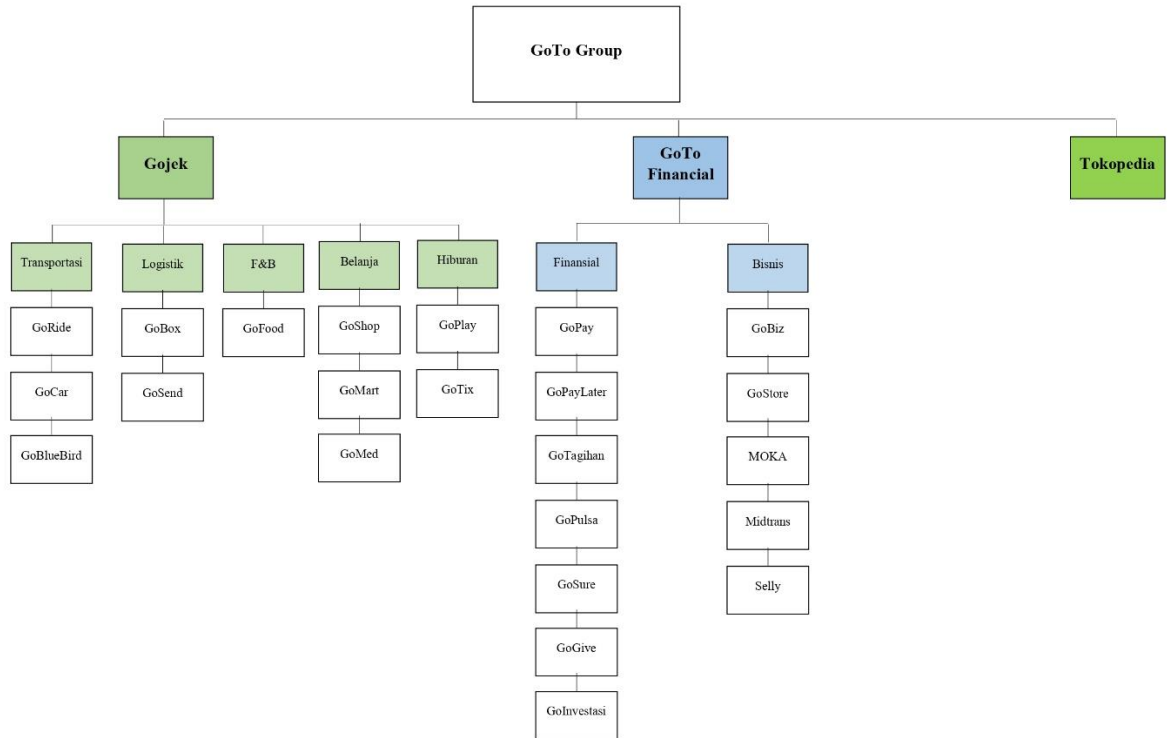 GoTo Group
Gojek
GoTo
Financial
Tokopedia
Transportasi
Logistik
F&B
Belanja
Hiburan
Finansial
Bisnis
GoRide
GoBox
GoFood
GoShop
GoPlay
GoPay
GoBiz
GoCar
GoSend
GoMart
GoTix
GoPayLater
GoStore
GoBlueBird
GoMed
GoTagihan
MOKA
GoPulsa
Midtrans
GoSure
Selly
GoGive
GoInvestasi